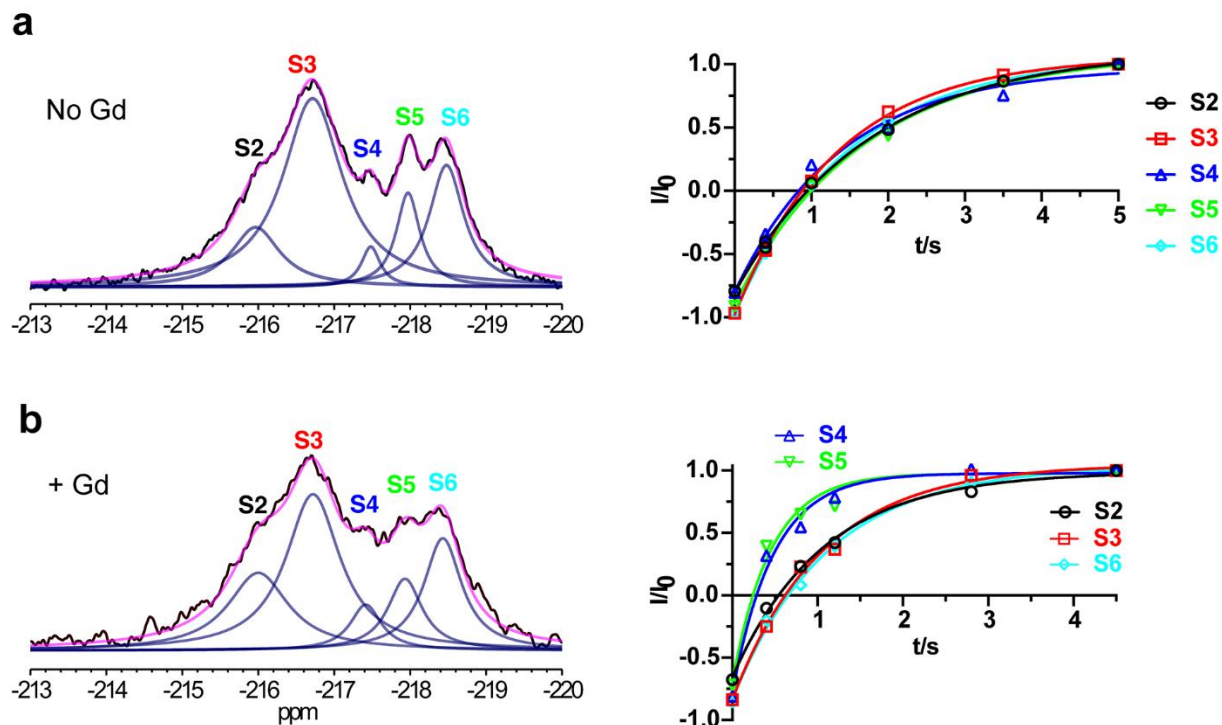 a
No Gd
S2
S3
S4
S5
S6
-213 -214 -215 -216 -217 -218 -219 -220
I/I0
1.0
0.5
0.0
-0.5
-1.0
1 2 3 4 5
t/s
S2
S3
S4
S5
S6
b
+ Gd
S2
S3
S4
S5
S6
-213 -214 -215 -216 -217 -218 -219 -220
ppm
S4
S5
I/I0
1.0
0.5
0.0
-0.5
-1.0
1 2 3 4
t/s
S2
S3
S6